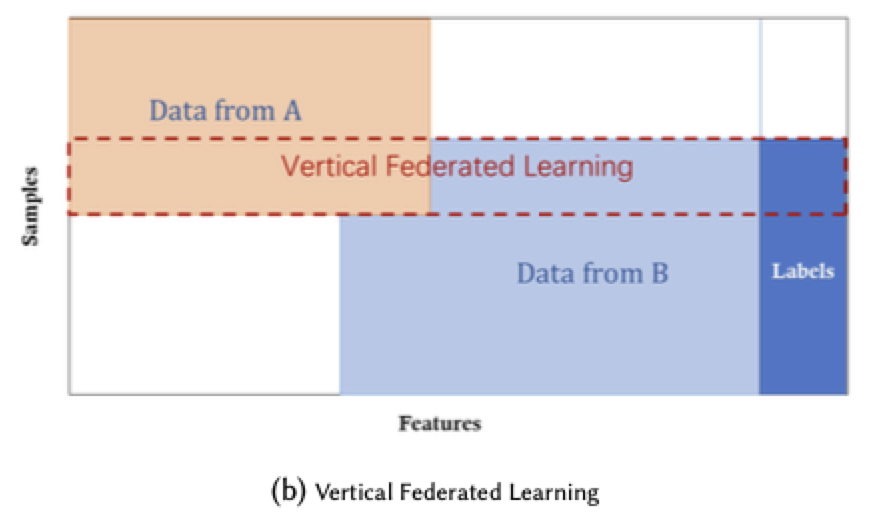 Data from A
Vertical Federated Learning
Samples
Data from B
Labels
Features
(b) Vertical Federated Learning